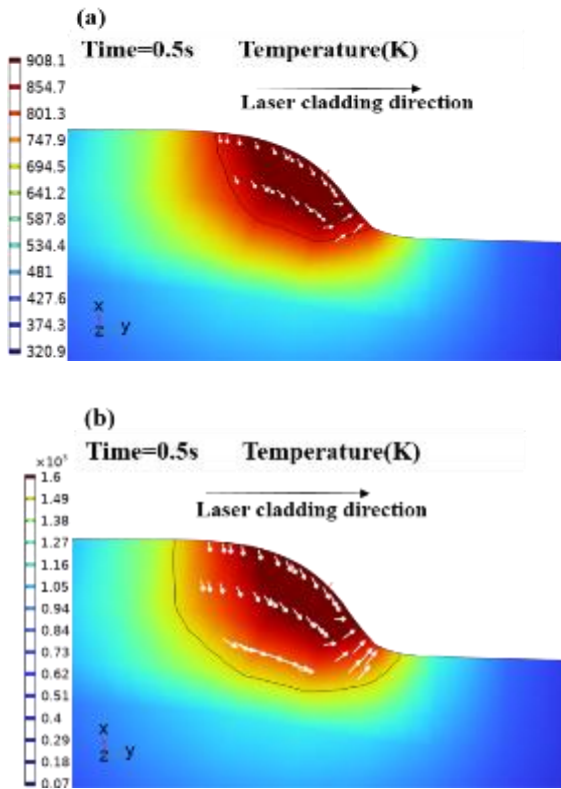 (a)
Time=0.5s Temperature(K)
Laser cladding direction
908.1
854.7
801.3
747.9
694.5
641.2
587.8
534.4
481
427.6
374.3
320.9
x
z y
(b)
Time=0.5s Temperature(K)
Laser cladding direction
1.6
1.49
1.38
1.27
1.16
1.05
0.94
0.84
0.73
0.62
0.51
0.4
0.29
0.18
0.07
x
z y